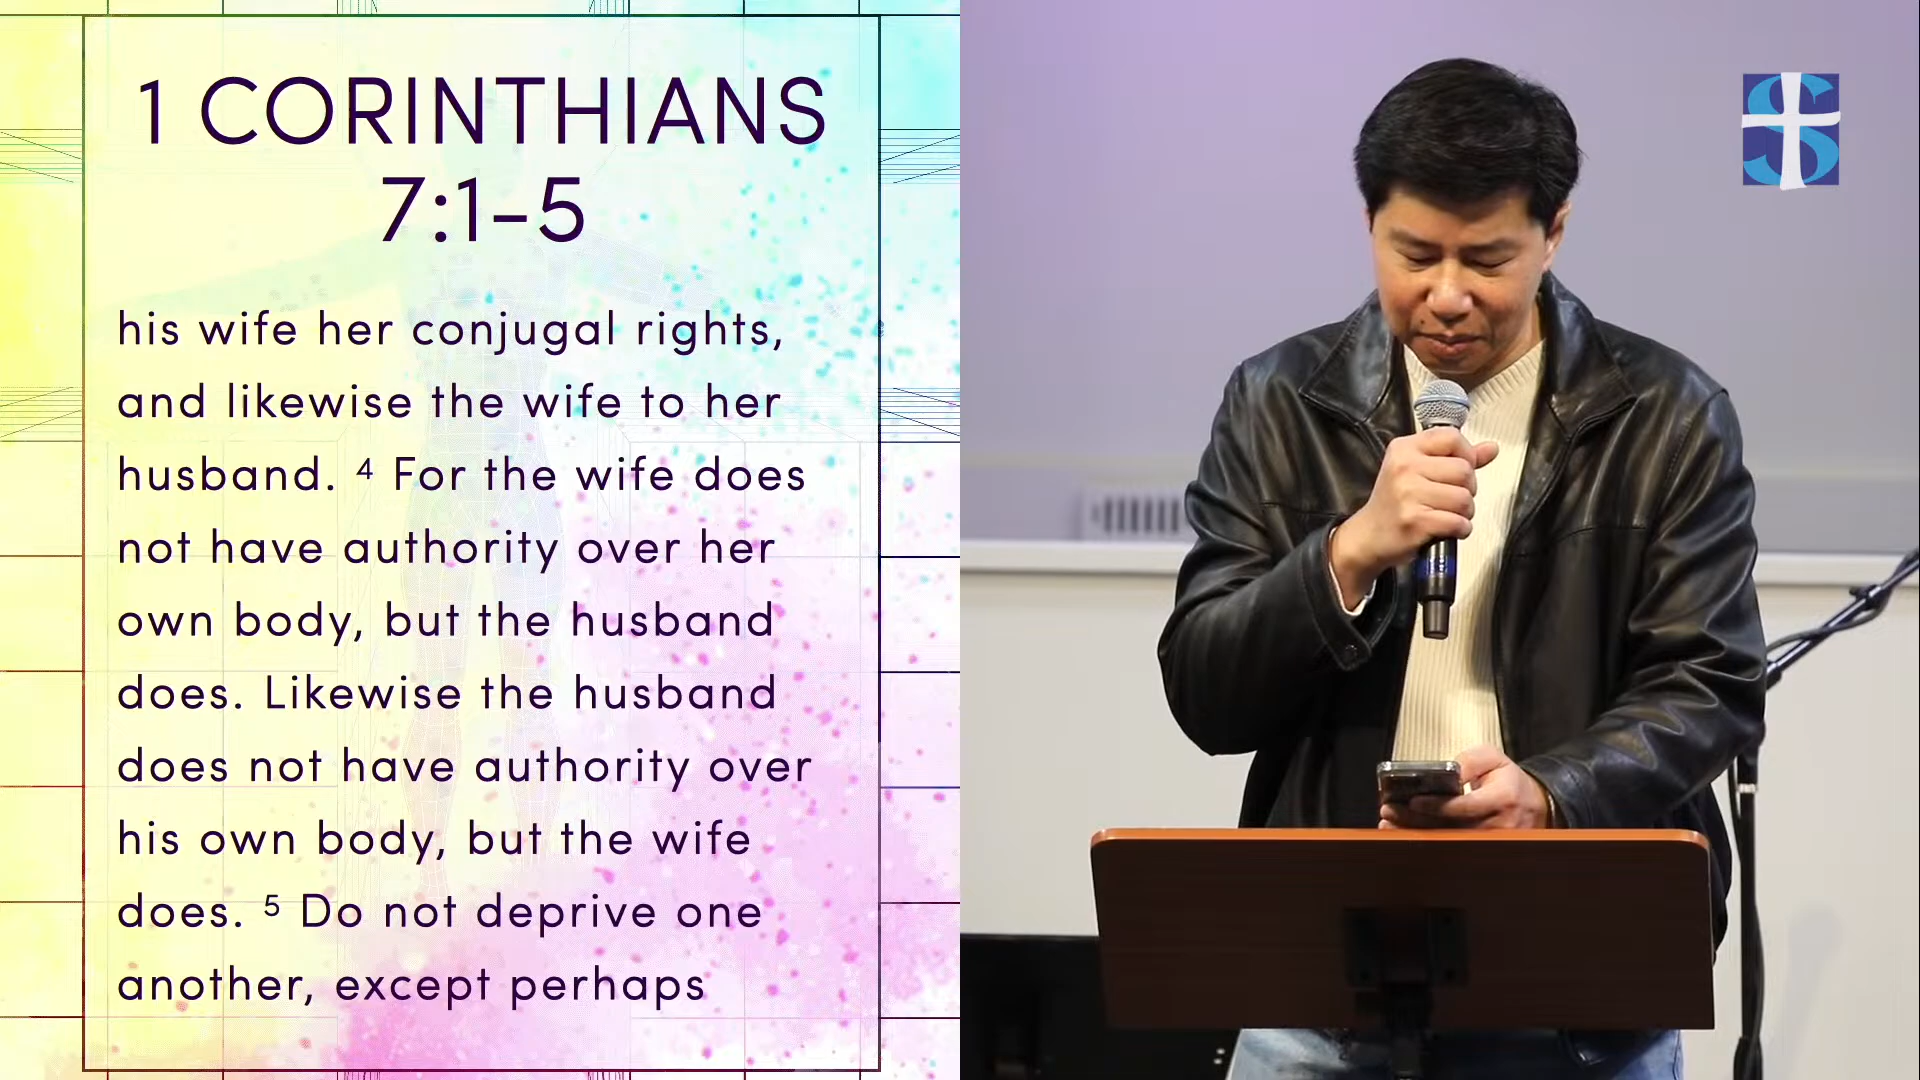 1 CORINTHIANS
7:1-5
his wife her conjugal rights,
and likewise the wife to her
husband. ⁴ For the wife does
not have authority over her
own body, but the husband
does. Likewise the husband
does not have authority over
his own body, but the wife
does. ⁵ Do not deprive one
another, except perhaps
S